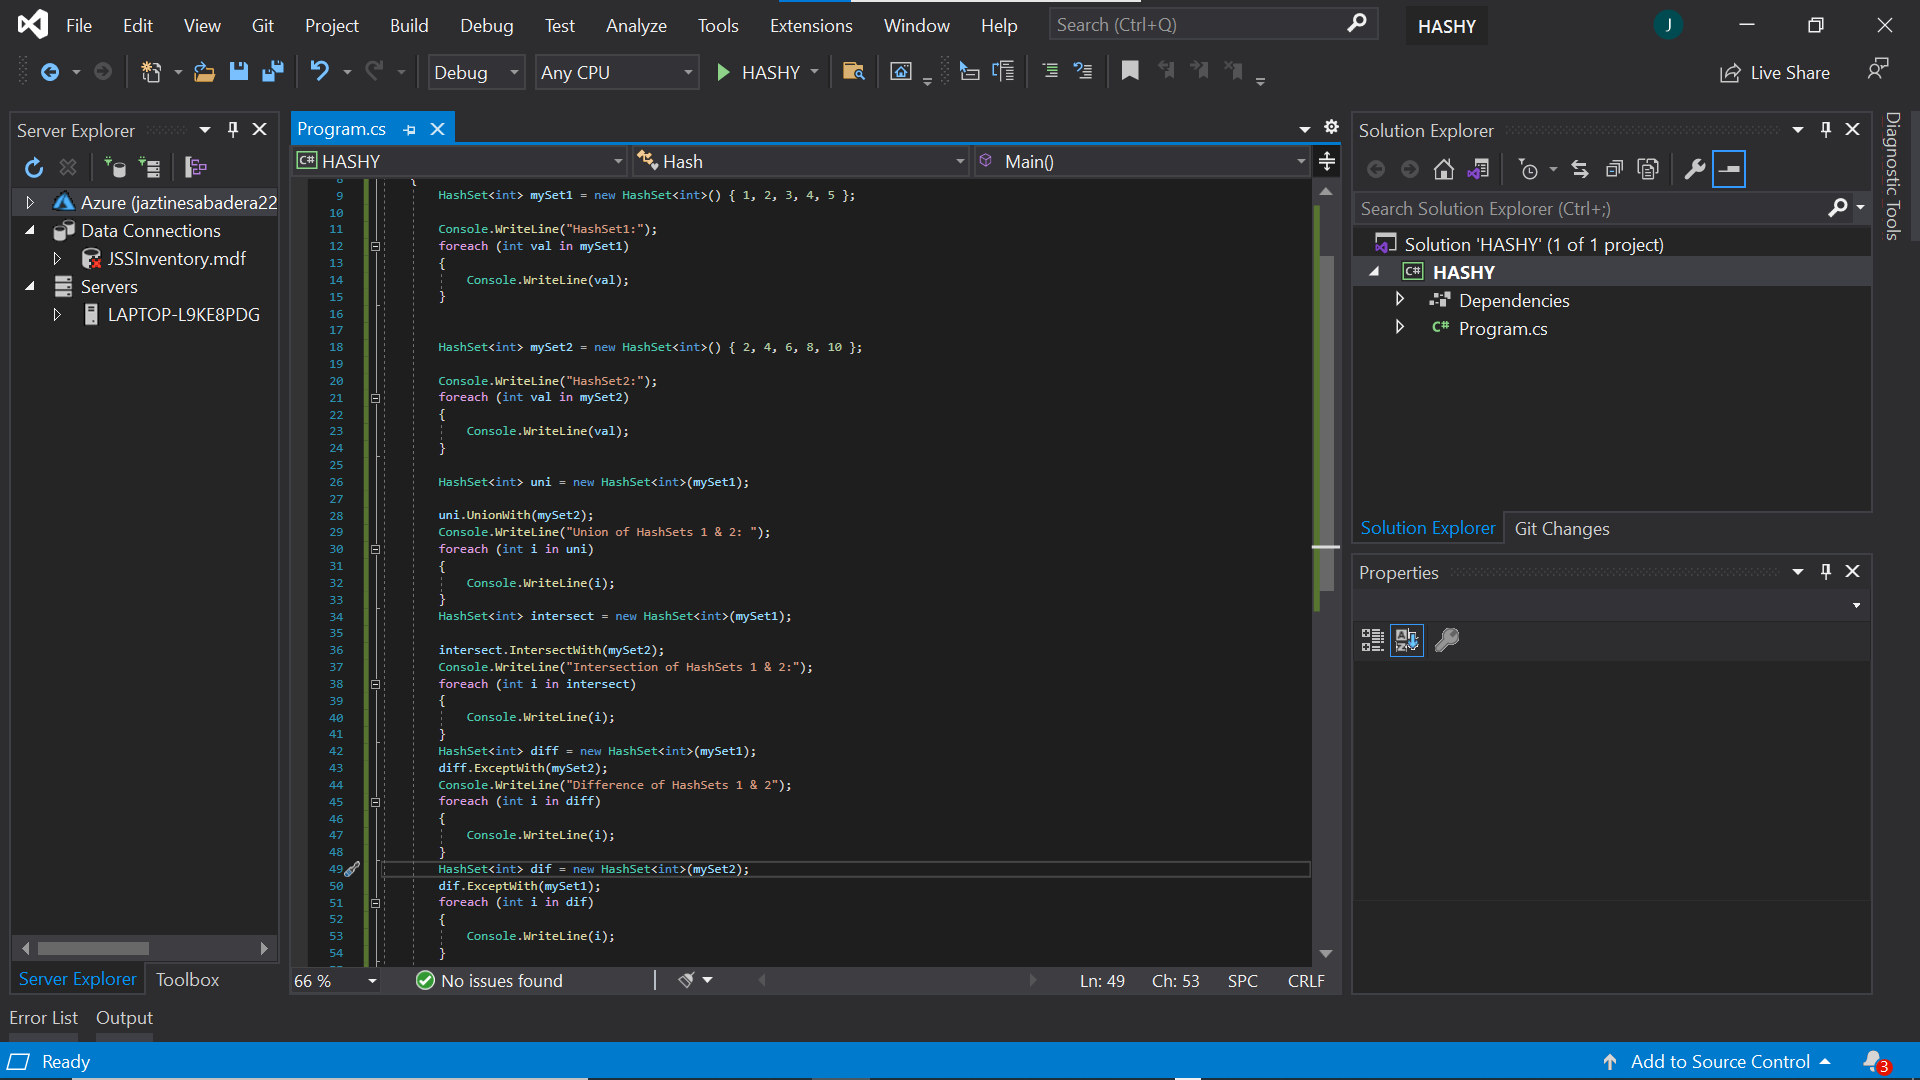 File Edit View Git Project Build Debug Test Analyze Tools Extensions Window Help Search (Ctrl+Q) HASHY J
Debug Any CPU HASHY Live Share
Server Explorer
Azure (jaztinesabadera22
Data Connections
JSSInventory.mdf
Servers
LAPTOP-L9KE8PDG
Server Explorer Toolbox
Program.cs
C# HASHY Hash Main()
8 {
9 HashSet<int> mySet1 = new HashSet<int>() { 1, 2, 3, 4, 5 };
10
11 Console.WriteLine("HashSet1:");
12 foreach (int val in mySet1)
13 {
14 Console.WriteLine(val);
15 }
16
17
18 HashSet<int> mySet2 = new HashSet<int>() { 2, 4, 6, 8, 10 };
19
20 Console.WriteLine("HashSet2:");
21 foreach (int val in mySet2)
22 {
23 Console.WriteLine(val);
24 }
25
26 HashSet<int> uni = new HashSet<int>(mySet1);
27
28 uni.UnionWith(mySet2);
29 Console.WriteLine("Union of HashSets 1 & 2: ");
30 foreach (int i in uni)
31 {
32 Console.WriteLine(i);
33 }
34 HashSet<int> intersect = new HashSet<int>(mySet1);
35
36 intersect.IntersectWith(mySet2);
37 Console.WriteLine("Intersection of HashSets 1 & 2:");
38 foreach (int i in intersect)
39 {
40 Console.WriteLine(i);
41 }
42 HashSet<int> diff = new HashSet<int>(mySet1);
43 diff.ExceptWith(mySet2);
44 Console.WriteLine("Difference of HashSets 1 & 2");
45 foreach (int i in diff)
46 {
47 Console.WriteLine(i);
48 }
49 HashSet<int> dif = new HashSet<int>(mySet2);
50 dif.ExceptWith(mySet1);
51 foreach (int i in dif)
52 {
53 Console.WriteLine(i);
54 }
66 % No issues found Ln: 49 Ch: 53 SPC CRLF
Solution Explorer
Search Solution Explorer (Ctrl+;)
Solution 'HASHY' (1 of 1 project)
C# HASHY
Dependencies
C# Program.cs
Solution Explorer Git Changes
Properties
Diagnostic Tools
Error List Output
Ready Add to Source Control 3